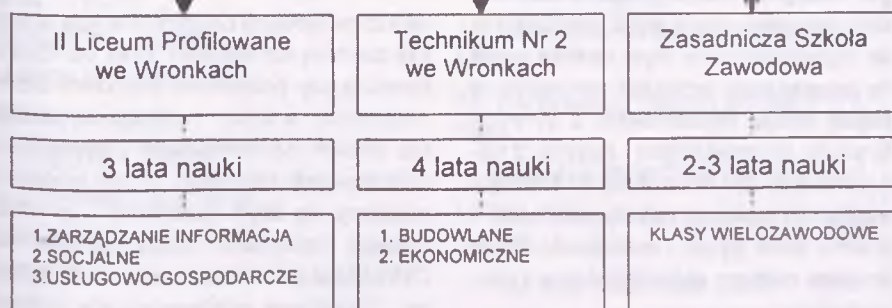 II Liceum Profilowane
we Wronkach
3 lata nauki
1.ZARZĄDZANIE INFORMACJĄ
2.SOCJALNE
3.USŁUGOWO-GOSPODARCZE
Technikum Nr 2
we Wronkach
4 lata nauki
1. BUDOWLANE
2. EKONOMICZNE
Zasadnicza Szkoła
Zawodowa
2-3 lata nauki
KLASY WIELOZAWODOWE